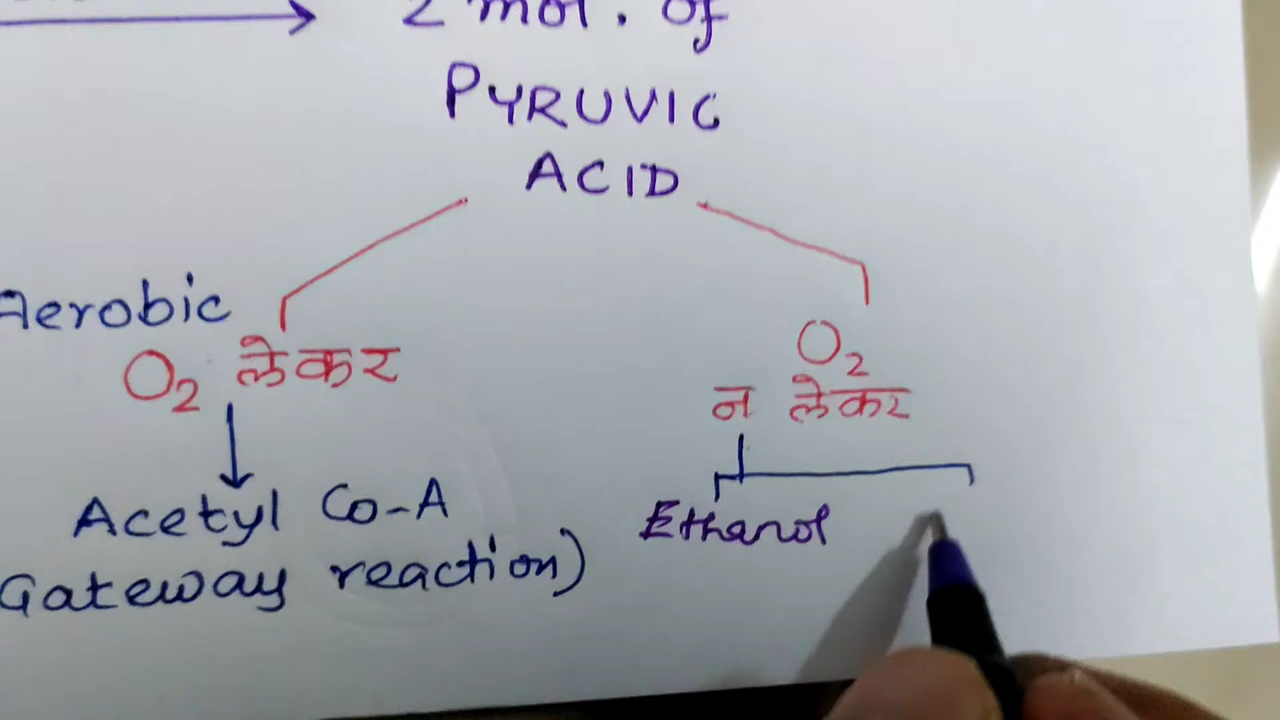 2 mol. of
PYRUVIC
ACID
Aerobic
O2 लेकर
O2
न लेकर
Acetyl Co-A
Gateway reaction)
Ethanol